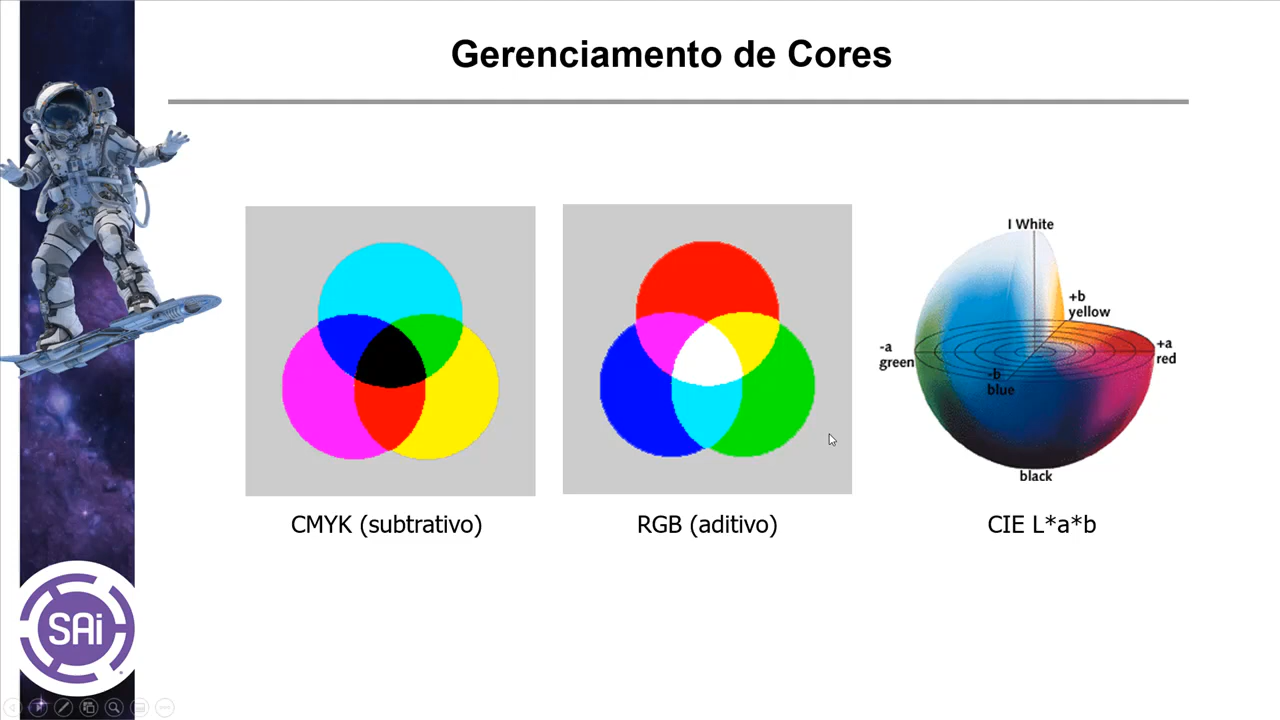 Gerenciamento de Cores
l White
+b
yellow
-a
green
+a
red
-b
blue
black
CMYK (subtrativo)
RGB (aditivo)
CIE L*a*b
SAi